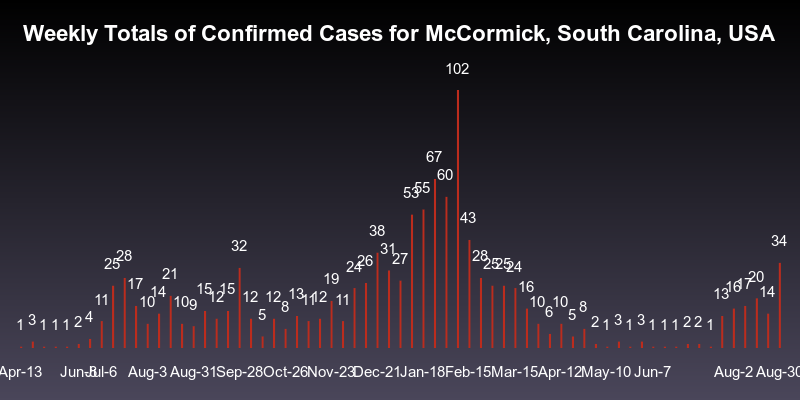 Weekly Totals of Confirmed Cases for McCormick, South Carolina, USA
1 3 1 1 1 2 4 11 25 28 17 10 14 21 10 9 15 12 15 32 12 5 12 8 13 11 12 19 11 24 26 38 31 27 53 55 67 60 102 43 28 25 25 24 16 10 6 10 5 8 2 1 3 1 3 1 1 1 2 2 1 13 16 17 20 14 34
Apr-13 Jun-8 Jul-6 Aug-3 Aug-31 Sep-28 Oct-26 Nov-23 Dec-21 Jan-18 Feb-15 Mar-15 Apr-12 May-10 Jun-7 Aug-2 Aug-30